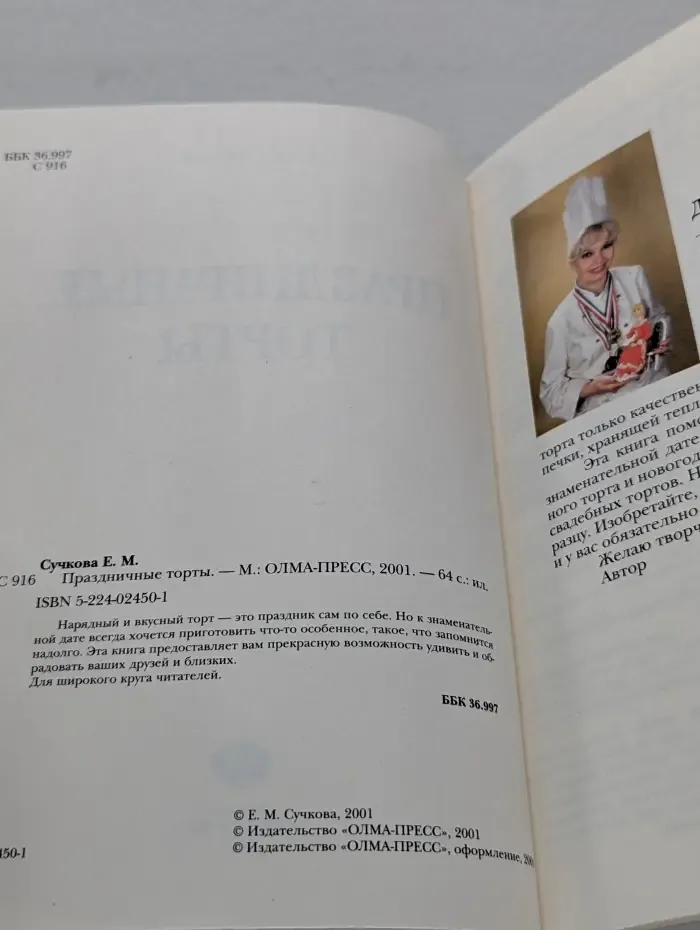 ББК 36.997
С 916
Сучкова Е. М.
С 916 Праздничные торты. — М.: ОЛМА-ПРЕСС, 2001. — 64 с.: ил.
ISBN 5-224-02450-1
Нарядный и вкусный торт — это праздник сам по себе. Но к знаменатель-
ной дате всегда хочется приготовить что-то особенное, такое, что запомнится
надолго. Эта книга предоставляет вам прекрасную возможность удивить и об-
радовать ваших друзей и близких.
Для широкого круга читателей.
ББК 36.997
© Е. М. Сучкова, 2001
© Издательство «ОЛМА-ПРЕСС», 2001
© Издательство «ОЛМА-ПРЕСС», оформление, 200
450-1
Д
торта только качествен
печки, хранящей тепл
Эта книга помо
знаменательной дате
ного торта и новогод
свадебных тортов. Н
разцу. Изобретайте,
и у вас обязательно
Желаю творч
Автор